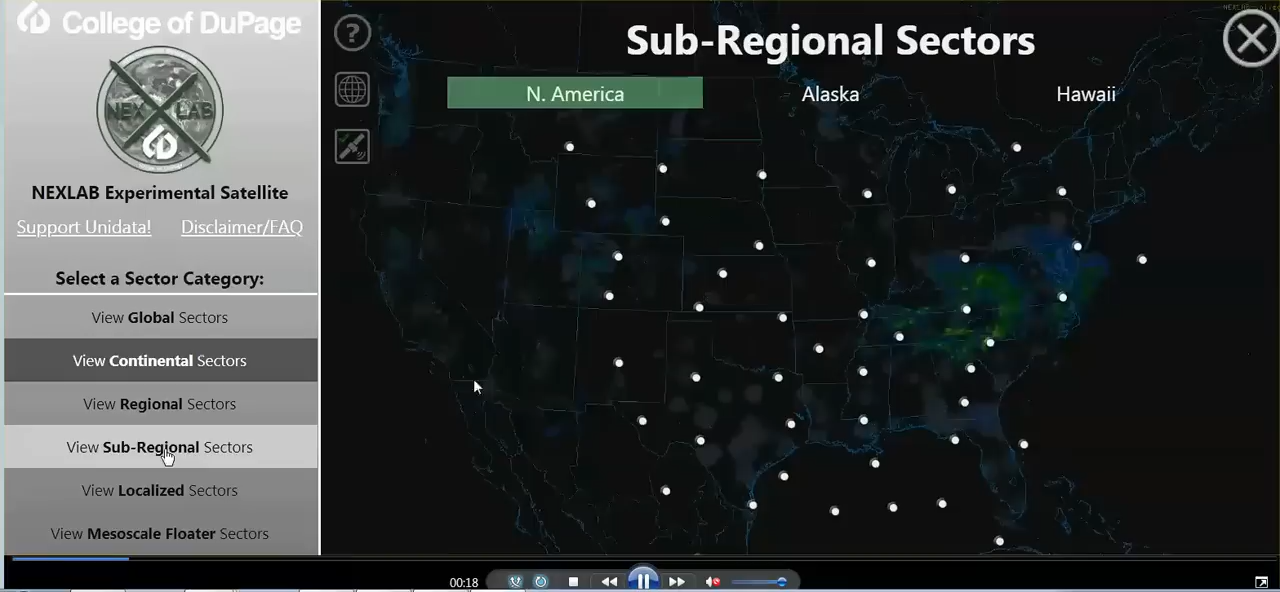 College of DuPage
NEX LAB
NEXLAB Experimental Satellite
Support Unidata! Disclaimer/FAQ
Select a Sector Category:
View Global Sectors
View Continental Sectors
View Regional Sectors
View Sub-Regional Sectors
View Localized Sectors
View Mesoscale Floater Sectors
?
Sub-Regional Sectors
N. America Alaska Hawaii
00:18